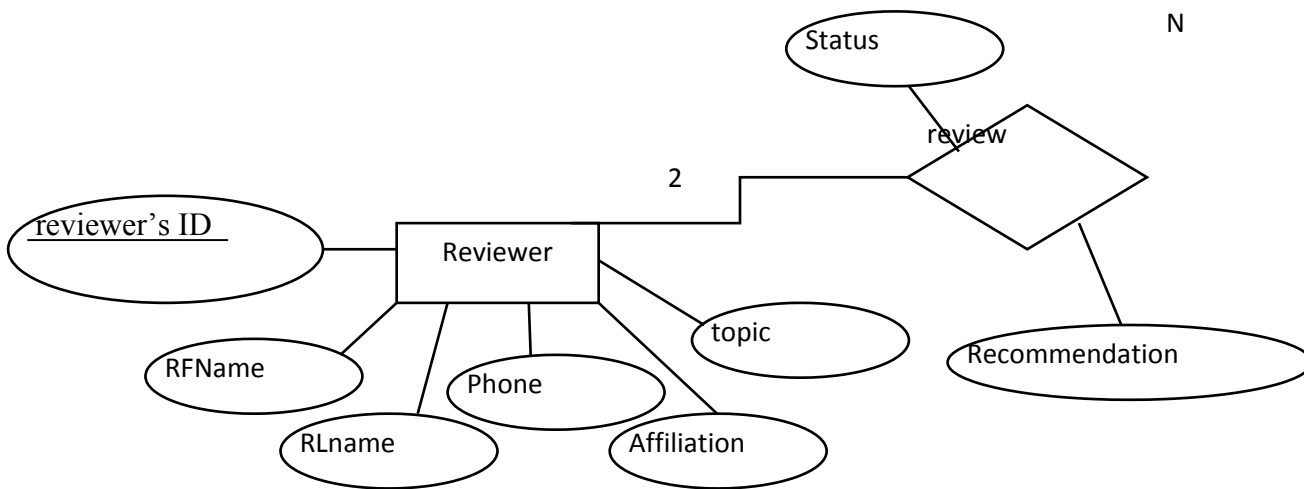 N
Status
review
2
reviewer’s ID
Reviewer
topic
RFName
Recommendation
Phone
RLname
Affiliation